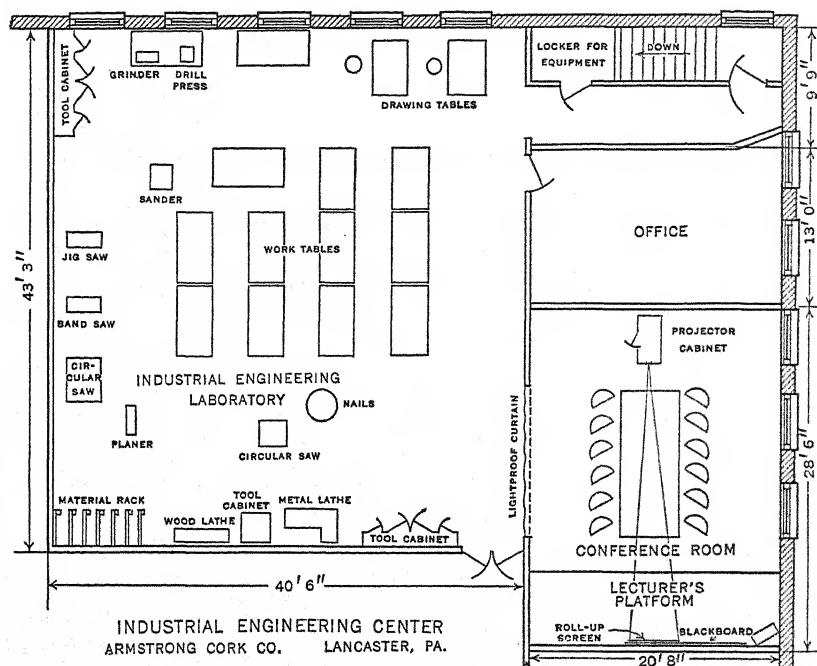 TOOL CABINET
GRINDER
DRILL
PRESS
DRAWING TABLES
LOCKER FOR
EQUIPMENT
DOWN
9' 9"
SANDER
WORK TABLES
OFFICE
13' 0"
43' 3"
JIG SAW
BAND SAW
CIR-
CULAR
SAW
PROJECTOR
CABINET
INDUSTRIAL ENGINEERING
LABORATORY
NAILS
PLANER
CIRCULAR SAW
LIGHTPROOF CURTAIN
28' 6"
MATERIAL RACK
WOOD LATHE
TOOL
CABINET
METAL LATHE
TOOL CABINET
CONFERENCE ROOM
40' 6"
LECTURER'S
PLATFORM
ROLL-UP
SCREEN
BLACKBOARD
20' 8"
INDUSTRIAL ENGINEERING CENTER
ARMSTRONG CORK CO. LANCASTER, PA.